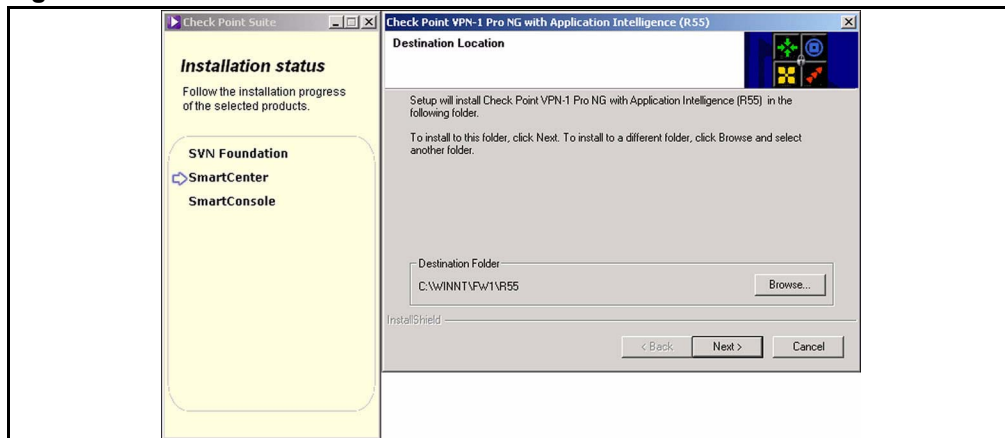 Check Point Suite
Installation status
Follow the installation progress
of the selected products.
SVN Foundation
SmartCenter
SmartConsole
Check Point VPN-1 Pro NG with Application Intelligence (R55)
Destination Location
Setup will install Check Point VPN-1 Pro NG with Application Intelligence (R55) in the
following folder.
To install to this folder, click Next. To install to a different folder, click Browse and select
another folder.
Destination Folder
C:\WINNT\FW1\R55
Browse...
InstallShield
< Back
Next >
Cancel